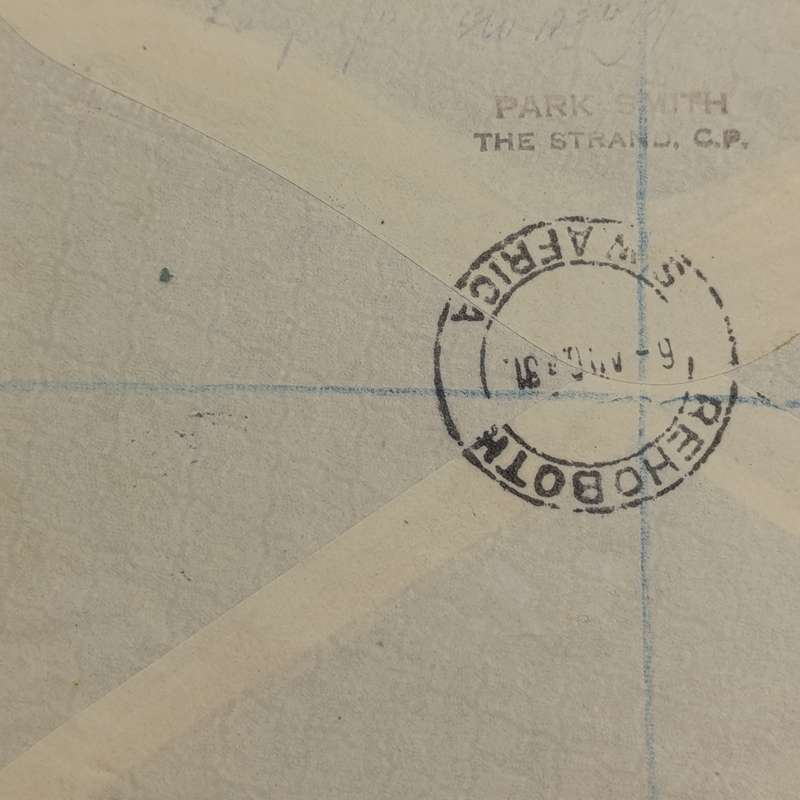 PARK SMITH
THE STRAND, C.P.
REHOBOTH
6-AUG 31
S.W. AFRICA